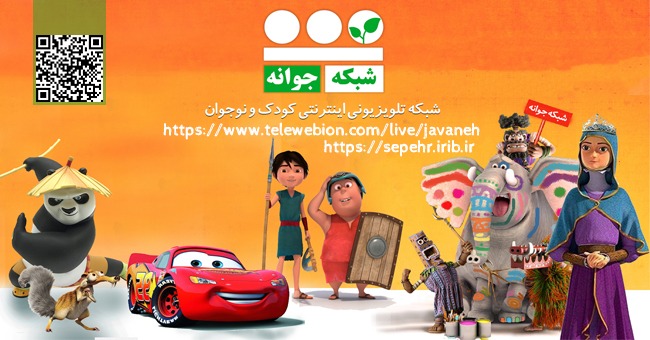 شبکه جوانه
شبکه تلویزیونی اینترنتی کودک و نوجوان
https://www.telewebion.com/live/javaneh
https://sepehr.irib.ir
شبکه جوانه